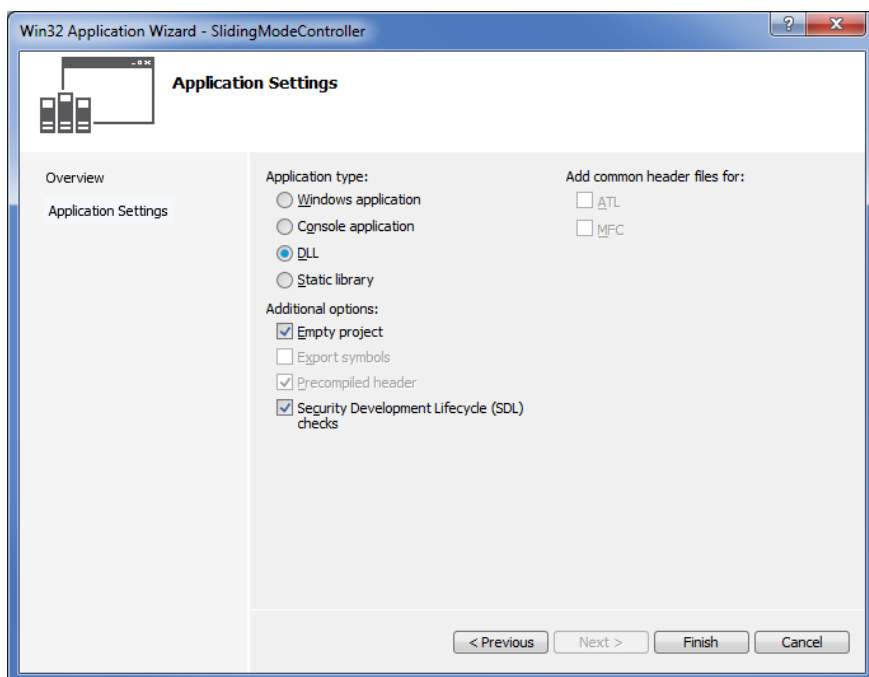 Win32 Application Wizard - SlidingModeController
?
Application Settings
Overview
Application Settings
Application type:
Windows application
Console application
DLL
Static library
Additional options:
Empty project
Export symbols
Precompiled header
Security Development Lifecycle (SDL)
checks
Add common header files for:
ATL
MFC
< Previous
Next >
Finish
Cancel